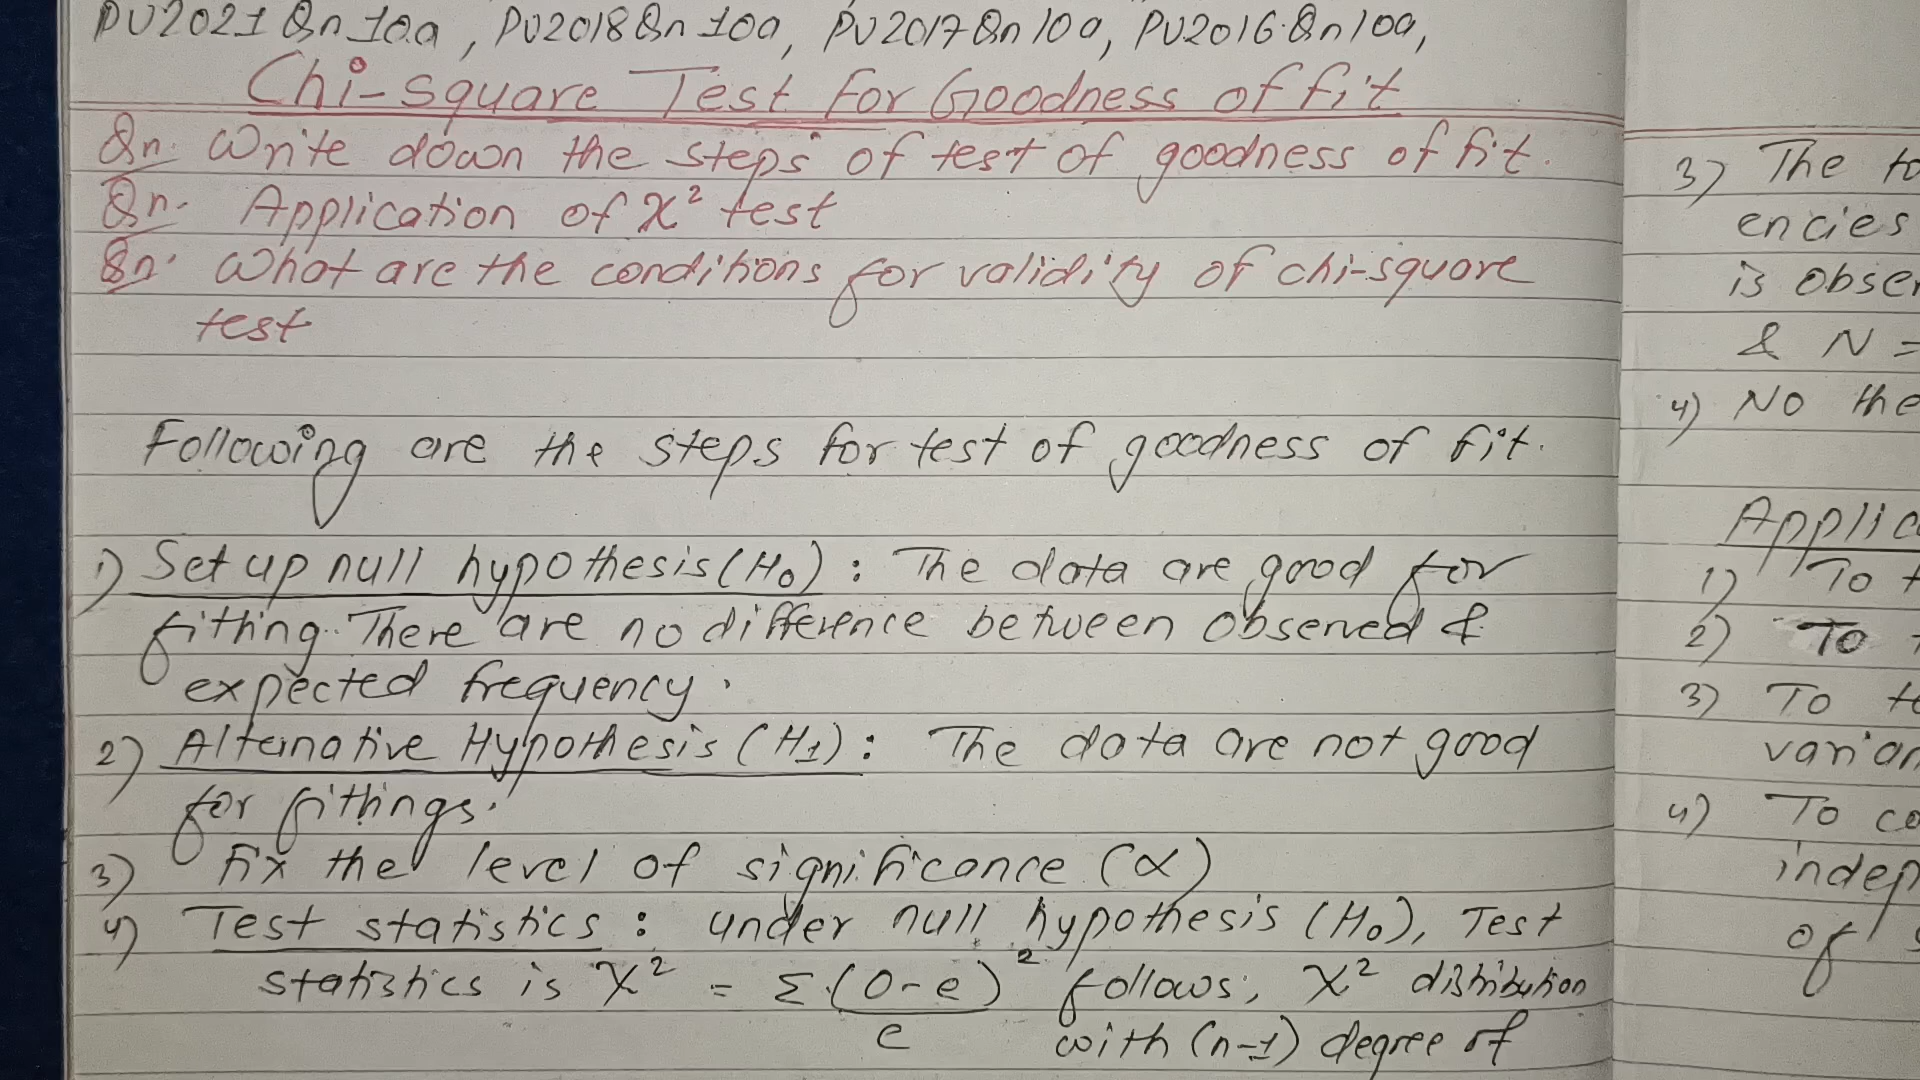 PU2021 Qn 10a, PU2018 Qn 10a, PU2017 Qn 10a, PU2016 Qn 10a,
Chi-square Test For Goodness of fit
Qn. Write down the steps of test of goodness of fit.
Qn. Application of χ² test
Qn. What are the conditions for validity of chi-square
test
Following are the steps for test of goodness of fit.
1) Set up null hypothesis (H₀) : The data are good for
fitting. There are no difference between observed &
expected frequency.
2) Alternative Hypothesis (H₁) : The data are not good
for fittings.
3) Fix the level of significance (α)
4) Test statistics : under null hypothesis (H₀), Test
statistics is χ² = Σ (O-e)² / e follows, χ² distribution
with (n-1) degree of
3) The
encies
is
& N =
4) No the
1) To
2) To
3) To
4) To
of